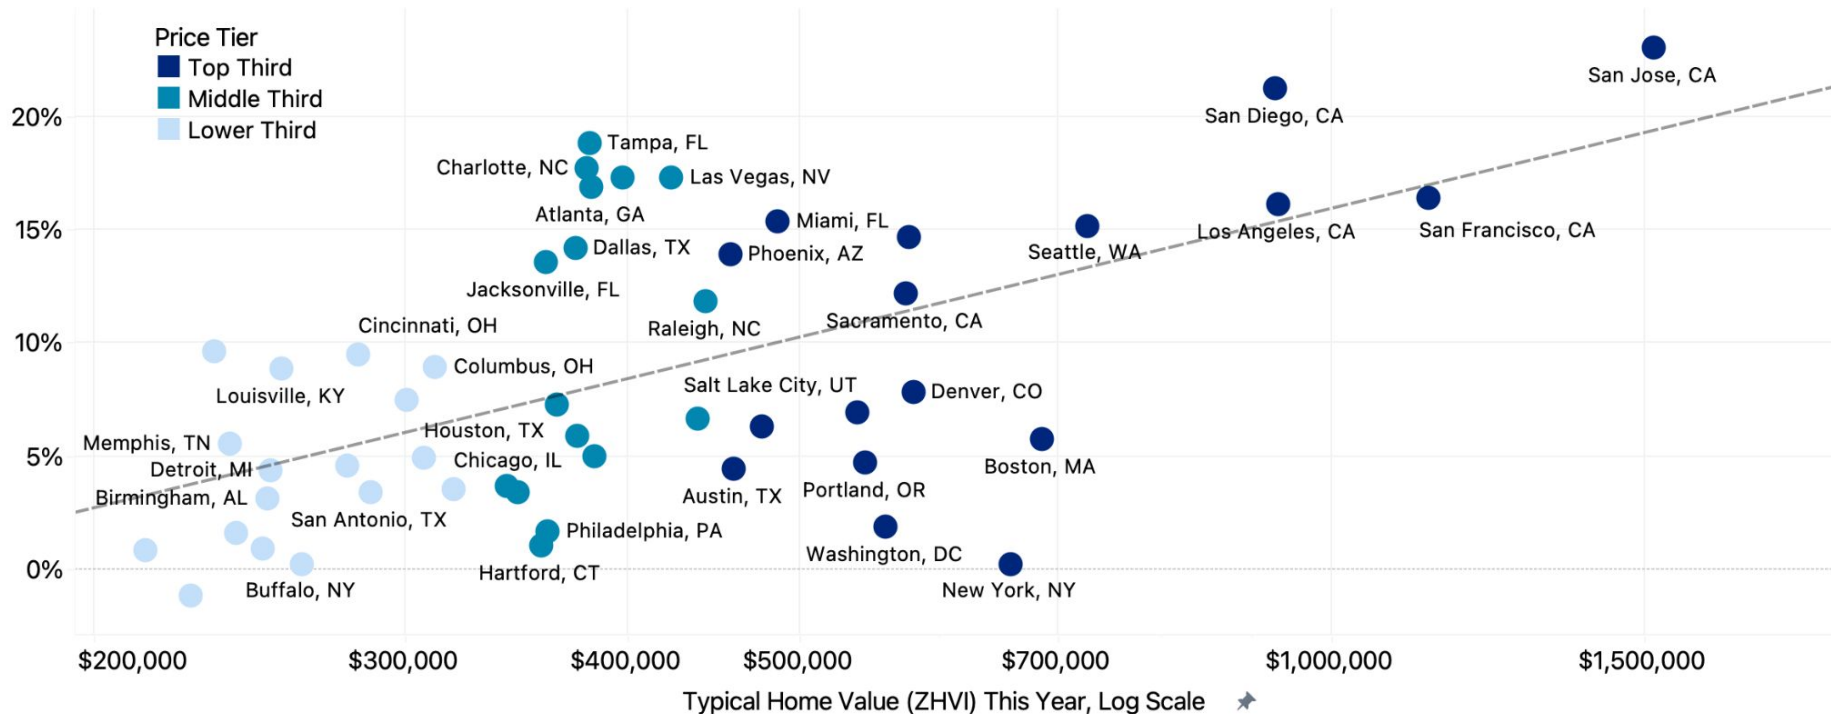 Price Tier
Top Third
Middle Third
Lower Third
20%
15%
10%
5%
0%
San Jose, CA
San Diego, CA
Tampa, FL
Charlotte, NC
Las Vegas, NV
Atlanta, GA
Miami, FL
Los Angeles, CA
San Francisco, CA
Dallas, TX
Phoenix, AZ
Seattle, WA
Jacksonville, FL
Cincinnati, OH
Raleigh, NC
Sacramento, CA
Columbus, OH
Louisville, KY
Salt Lake City, UT
Denver, CO
Memphis, TN
Houston, TX
Detroit, MI
Chicago, IL
Boston, MA
Birmingham, AL
Austin, TX
Portland, OR
San Antonio, TX
Philadelphia, PA
Washington, DC
Hartford, CT
Buffalo, NY
New York, NY
$200,000
$300,000
$400,000
$500,000
$700,000
$1,000,000
$1,500,000
Typical Home Value (ZHVI) This Year, Log Scale